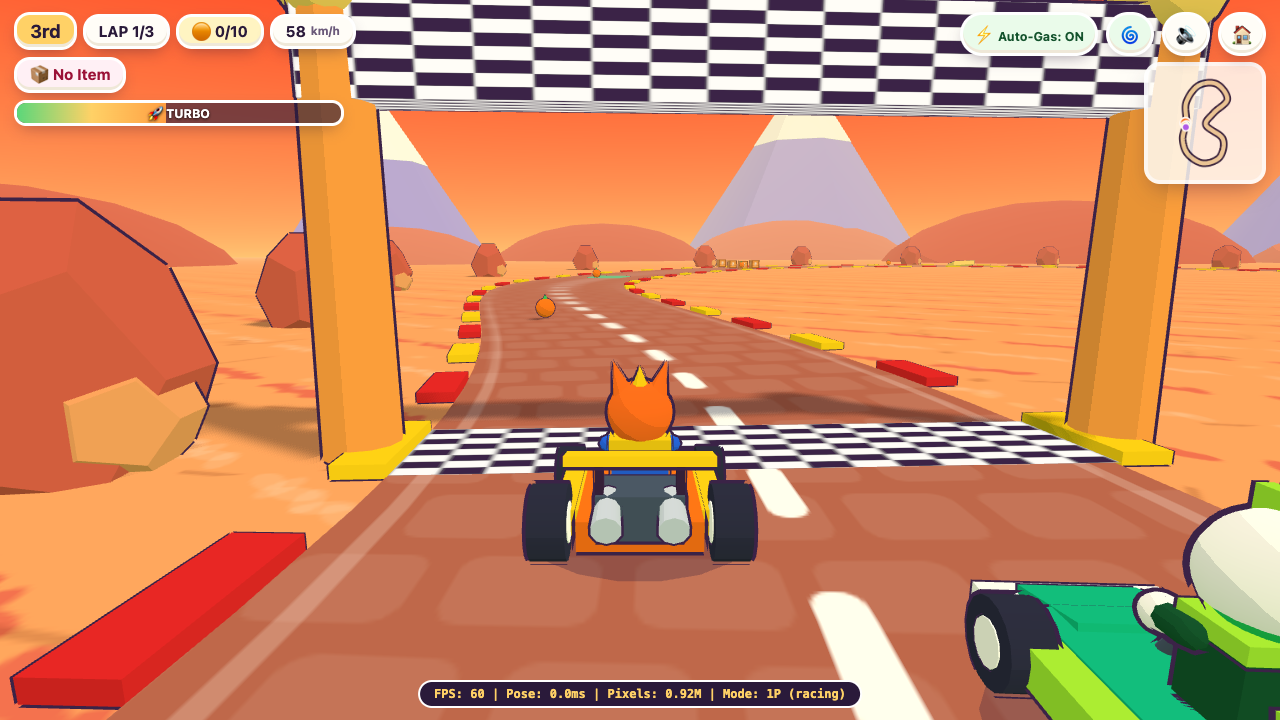 3rd
LAP 1/3
0/10
58 km/h
Auto-Gas: ON
No Item
TURBO
FPS: 60 | Pose: 0.0ms | Pixels: 0.92M | Mode: 1P (racing)